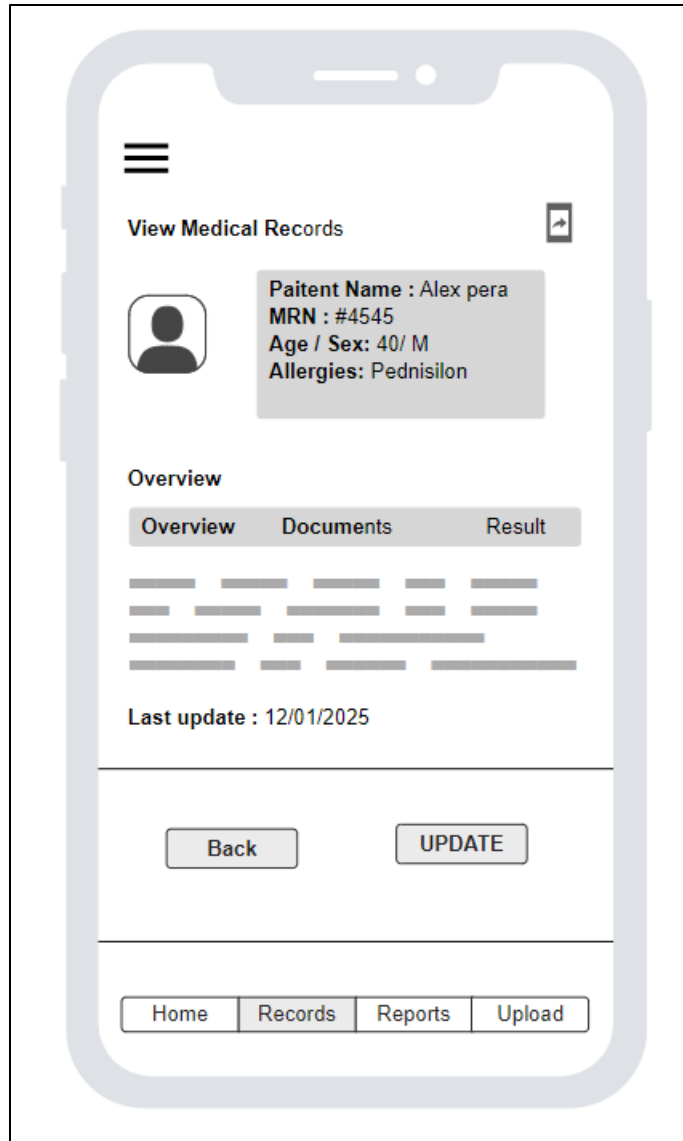 View Medical Records
Paitent Name : Alex pera
MRN : #4545
Age / Sex: 40/ M
Allergies: Pednisilon
Overview
Overview Documents Result
Last update : 12/01/2025
Back UPDATE
Home Records Reports Upload